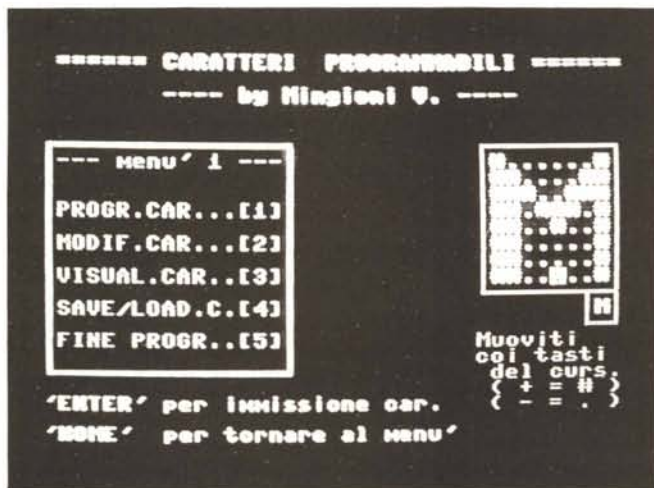 ====== CARATTERI PROGRAMMABILI ======
---- by Mingioni V. ----
--- Menu' 1 ---
PROGR.CAR...[1]
MODIF.CAR...[2]
VISUAL.CAR..[3]
SAVE/LOAD.C.[4]
FINE PROGR..[5]
M
Muoviti
coi tasti
del curs.
( + = # )
( - = . )
'ENTER' per immissione car.
'HOME' per tornare al Menu'